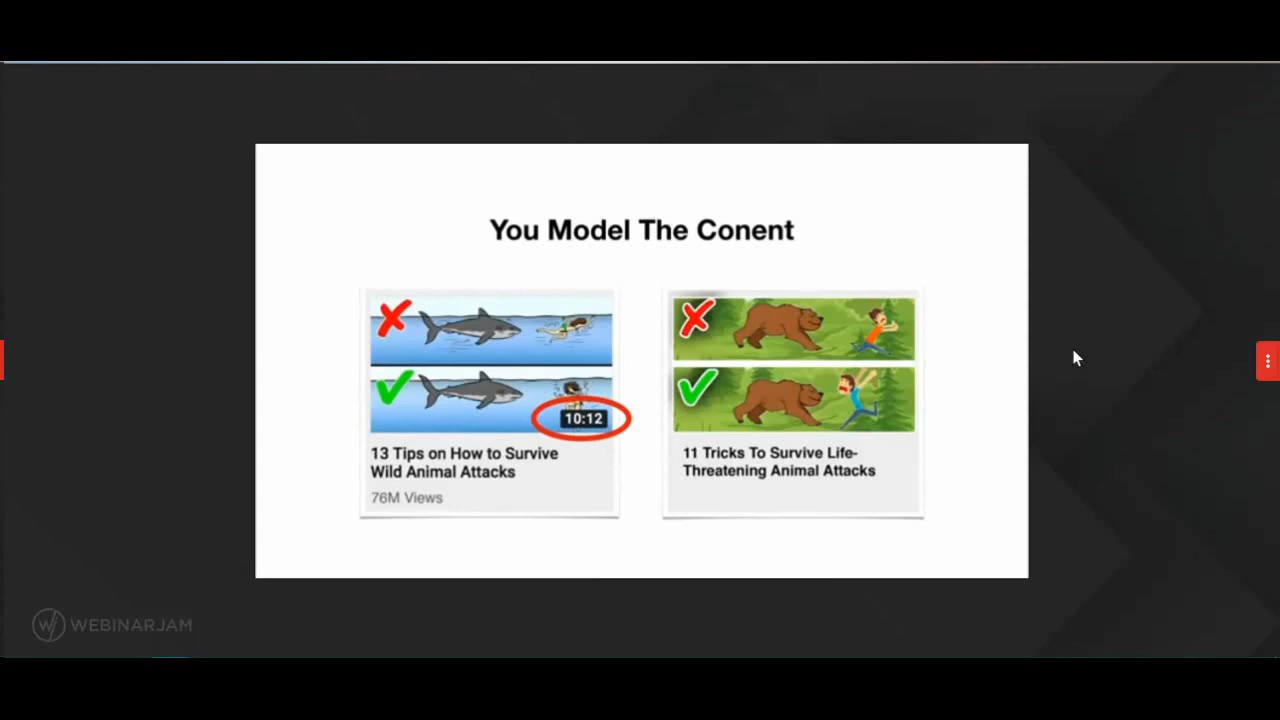 You Model The Conent
10:12
13 Tips on How to Survive
Wild Animal Attacks
76M Views
11 Tricks To Survive Life-
Threatening Animal Attacks
WEBINARJAM